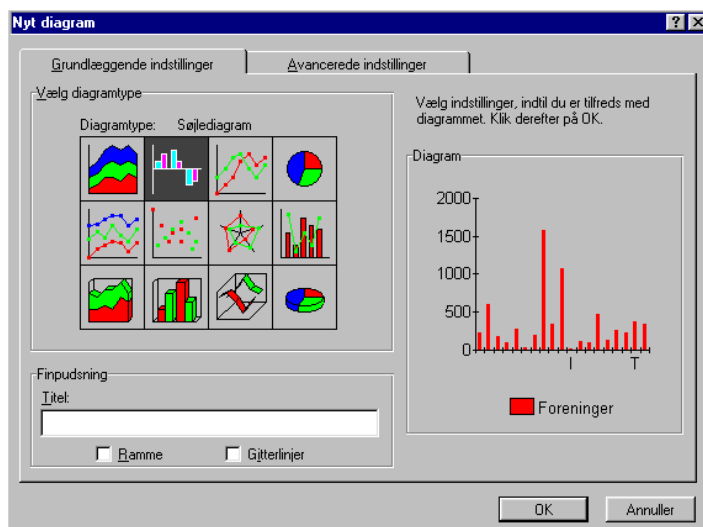 Nyt diagram
Grundlæggende indstillinger
Avancerede indstillinger
Vælg diagramtype
Diagramtype: Søjlediagram
Vælg indstillinger, indtil du er tilfreds med
diagrammet. Klik derefter på OK.
Diagram
2000
1500
1000
500
0
I T
Foreninger
Finpudsning
Titel:
Ramme
Gitterlinjer
OK
Annuller